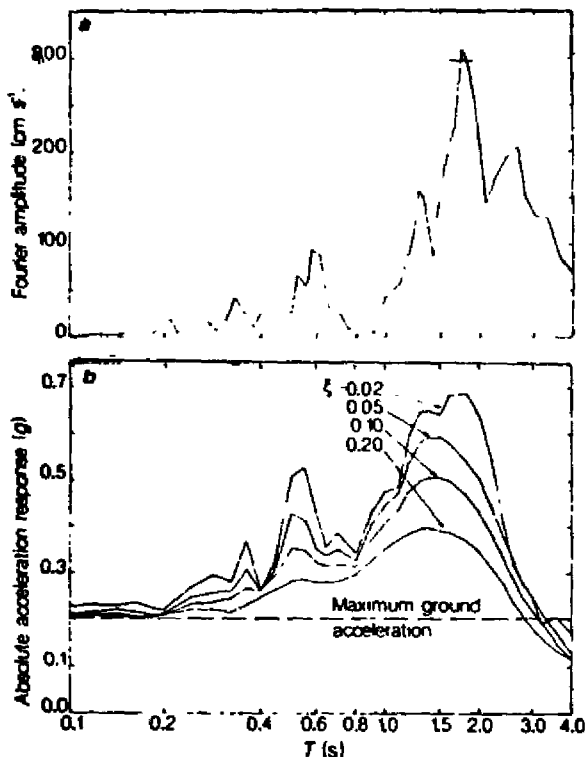 a
300
200
100
0
Fourier amplitude (cm s⁻¹.
b
0.7
0.5
0.3
0.1
0.0
Absolute acceleration response (g)
ξ 0.02
0.05
0.10
0.20
Maximum ground
acceleration
0.1 0.2 0.4 0.6 0.8 1.0 1.5 2.0 3.0 4.0
T (s)